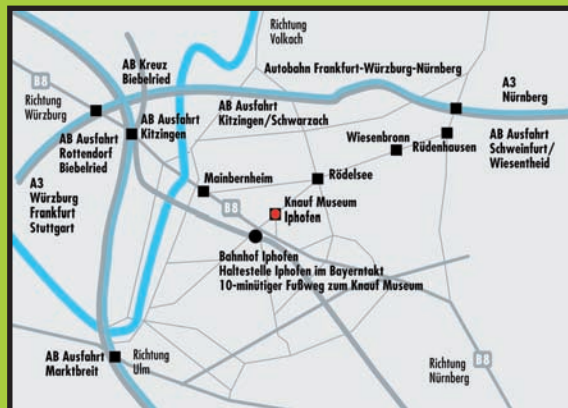 Richtung
Volkach
AB Kreuz
Biebelried
B8
Autobahn Frankfurt-Würzburg-Nürnberg
A3
Nürnberg
Richtung
Würzburg
AB Ausfahrt
Kitzingen
AB Ausfahrt
Kitzingen/Schwarzach
AB Ausfahrt
Rottendorf
Biebelried
Wiesenbronn
Rüdenhausen
AB Ausfahrt
Schweinfurt/
Wiesentheid
A3
Würzburg
Frankfurt
Stuttgart
Mainbernheim
Rödelsee
B8
Knauf Museum
Iphofen
Bahnhof Iphofen
Haltestelle Iphofen im Bayerntakt
10-minütiger Fußweg zum Knauf Museum
AB Ausfahrt
Marktbreit
Richtung
Ulm
Richtung
Nürnberg
B8